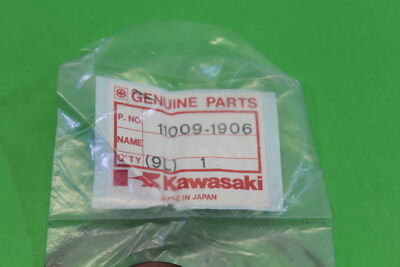 GENUINE PARTS
P. NO. 11009-1906
NAME
Q'TY (9L) 1
Kawasaki
MADE IN JAPAN